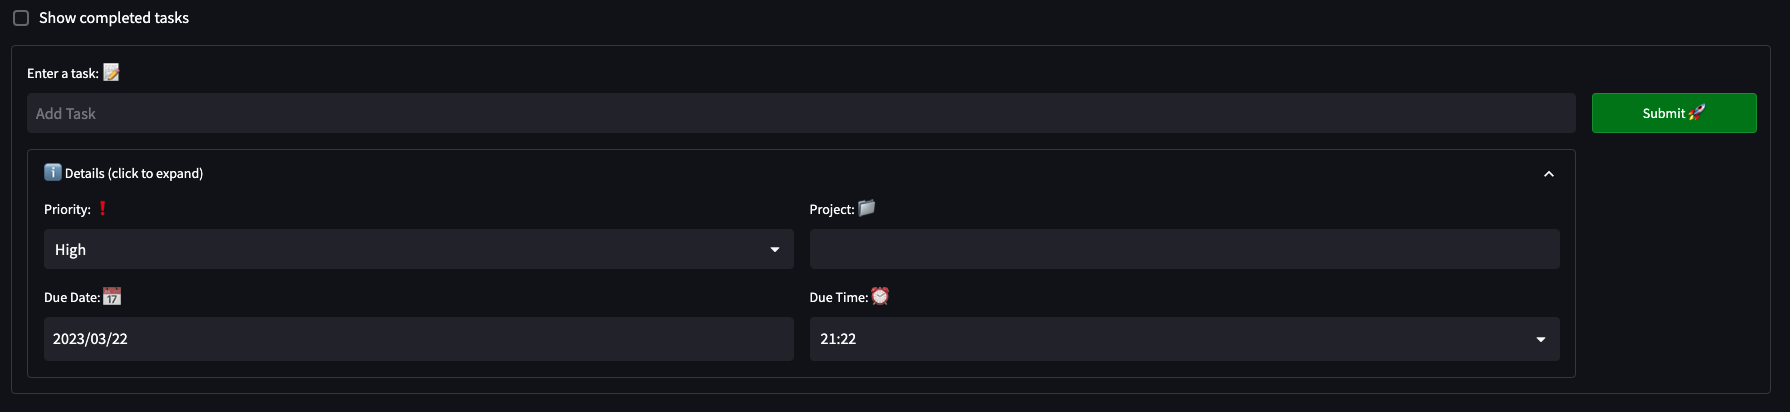 Show completed tasks
Enter a task: 📝
Add Task
Submit 🚀
ℹ️ Details (click to expand)
Priority: ❗
Project: 📁
High
Due Date: 📅
Due Time: ⏰
2023/03/22
21:22